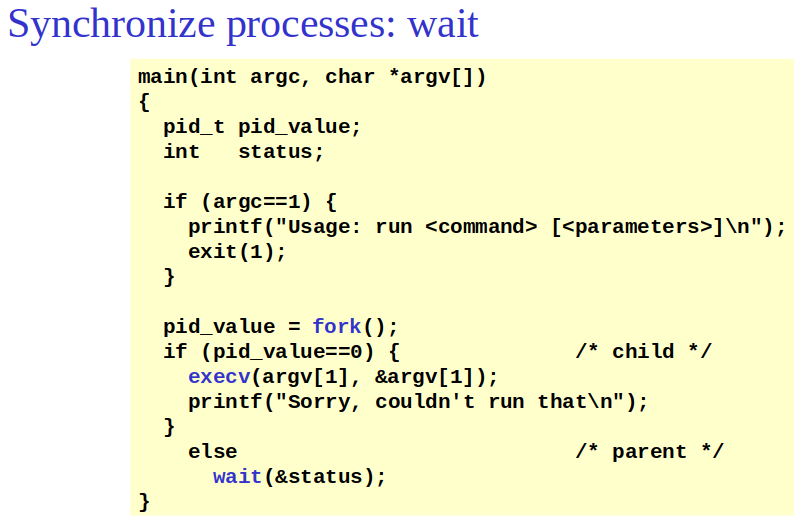 Synchronize processes: wait
main(int argc, char *argv[])
{
  pid_t pid_value;
  int   status;

  if (argc==1) {
    printf("Usage: run <command> [<parameters>]\n");
    exit(1);
  }

  pid_value = fork();
  if (pid_value==0) {              /* child */
    execv(argv[1], &argv[1]);
    printf("Sorry, couldn't run that\n");
  }
    else                           /* parent */
      wait(&status);
}